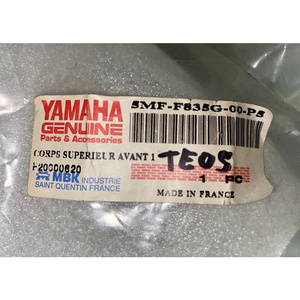 YAMAHA
GENUINE
Parts & Accessories
5MF-F835G-00-P5
CORPS SUPERIEUR AVANT 1
TEOS
H20000620
1 PC
MBK INDUSTRIE
SAINT QUENTIN FRANCE
MADE IN FRANCE